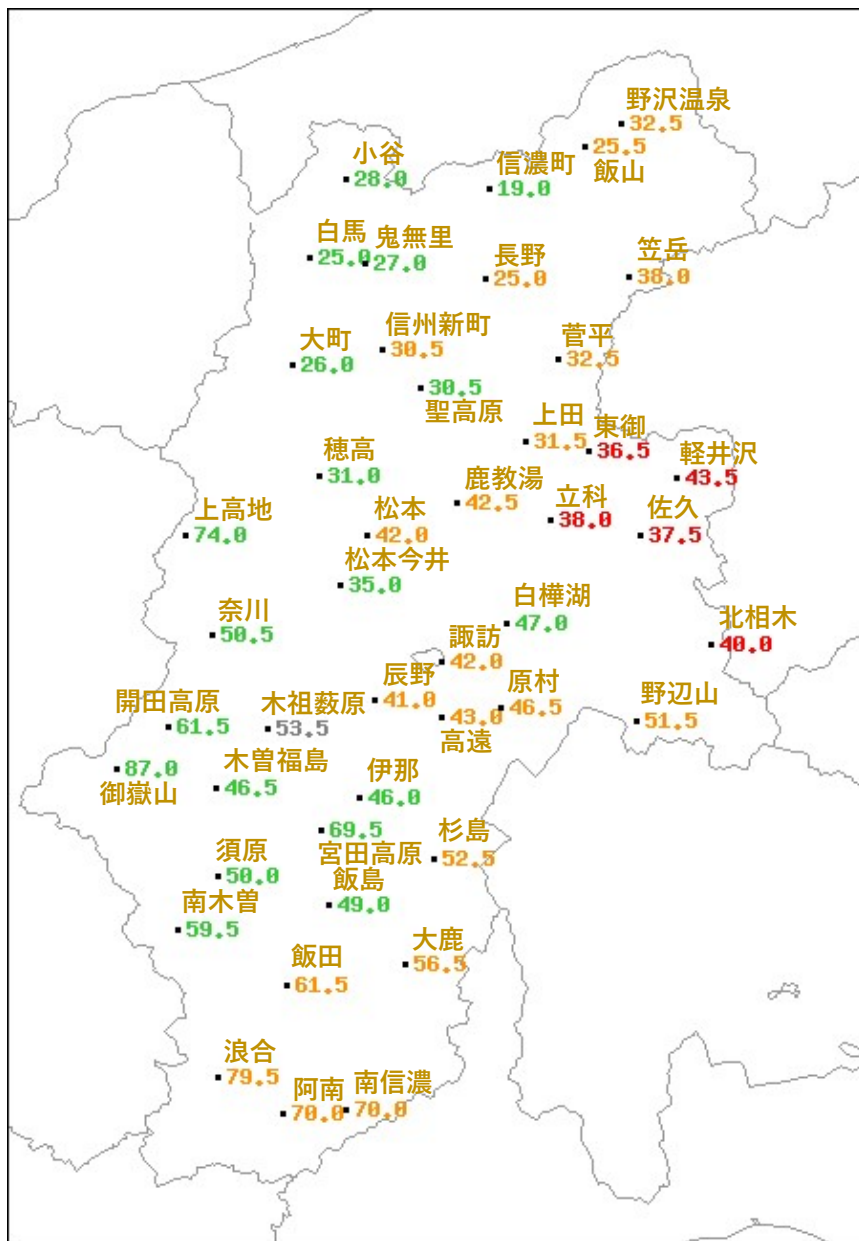 野沢温泉
32.5
25.5
飯山
小谷
28.0
信濃町
19.0
白馬
25.0
鬼無里
27.0
長野
25.0
笠岳
38.0
大町
26.0
信州新町
30.5
菅平
32.5
30.5
聖高原
上田
31.5
東御
36.5
穂高
31.0
鹿教湯
42.5
軽井沢
43.5
上高地
74.0
松本
42.0
立科
38.0
佐久
37.5
松本今井
35.0
奈川
50.5
白樺湖
47.0
北相木
40.0
諏訪
42.0
辰野
41.0
原村
46.5
43.0
高遠
野辺山
51.5
開田高原
61.5
木祖薮原
53.5
87.0
御嶽山
木曽福島
46.5
伊那
46.0
69.5
宮田高原
杉島
52.5
須原
50.0
飯島
49.0
南木曽
59.5
飯田
61.5
大鹿
56.5
浪合
79.5
阿南
70.0
南信濃
70.0